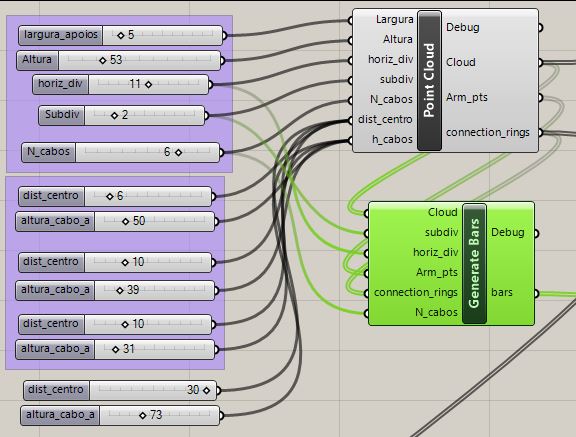 largura_apoios 5
Altura 53
horiz_div 11
Subdiv 2
N_cabos 6
dist_centro 6
altura_cabo_a 50
dist_centro 10
altura_cabo_a 39
dist_centro 10
altura_cabo_a 31
dist_centro 30
altura_cabo_a 73
Largura
Altura
horiz_div
subdiv
N_cabos
dist_centro
h_cabos
Point Cloud
Debug
Cloud
Arm_pts
connection_rings
Cloud
subdiv
horiz_div
Arm_pts
connection_rings
N_cabos
Generate Bars
Debug
bars